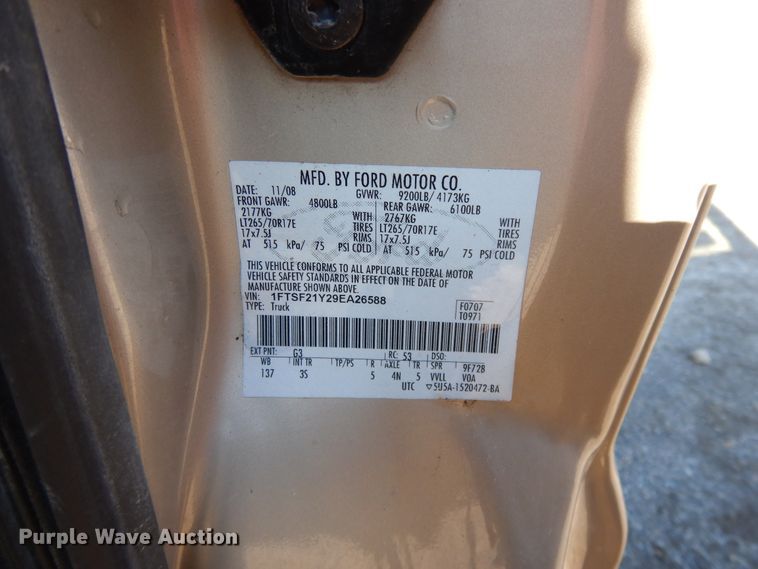 MFD. BY FORD MOTOR CO.
DATE: 11/08 GVWR: 9200LB/ 4173KG
FRONT GAWR: 4800LB REAR GAWR: 6100LB
2177KG WITH 2767KG WITH
LT265/70R17E TIRES LT265/70R17E TIRES
17x7.5J RIMS 17x7.5J RIMS
AT 515 kPa/ 75 PSI COLD AT 515 kPa/ 75 PSI COLD
THIS VEHICLE CONFORMS TO ALL APPLICABLE FEDERAL MOTOR
VEHICLE SAFETY STANDARDS IN EFFECT ON THE DATE OF
MANUFACTURE SHOWN ABOVE.
VIN: 1FTSF21Y29EA26588 F0707
TYPE: Truck T0971
EXT PNT: G3 RC: 53 DSO:
WB INT TR TP/PS R AXLE TR SPR 9F728
137 3S 5 4N 5 VVLL VOA
UTC ▽5U5A-1520472-BA
Purple Wave Auction